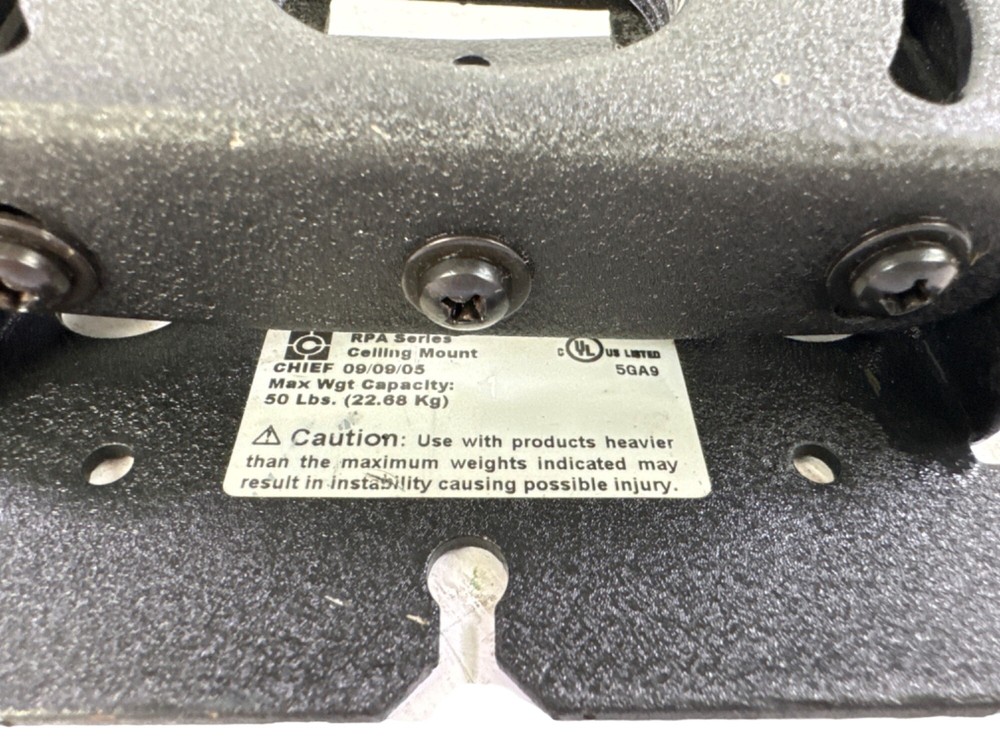 RPA Series
Ceiling Mount
CHIEF 09/09/05
Max Wgt Capacity:
50 Lbs. (22.68 Kg)
C UL US LISTED
5GA9
⚠ Caution: Use with products heavier
than the maximum weights indicated may
result in instability causing possible injury.